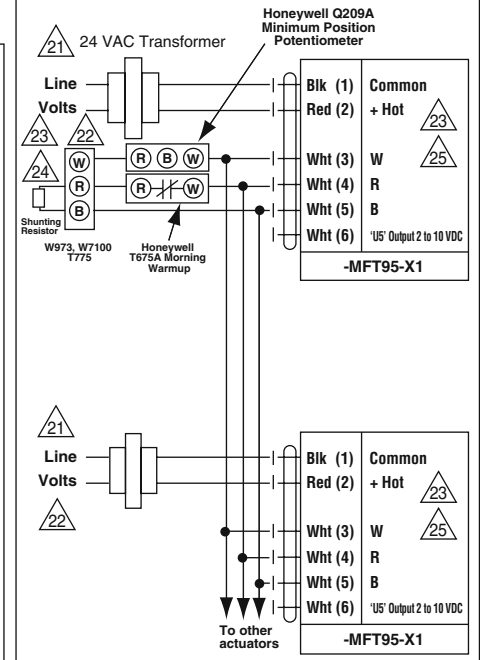 Honeywell Q209A
Minimum Position
Potentiometer
21 24 VAC Transformer
Line
Volts
Blk (1) Common
Red (2) + Hot
23
23 22
24
W
R
B
R B W
R W
Wht (3) W
25
Wht (4) R
Wht (5) B
Wht (6) 'U5' Output 2 to 10 VDC
Shunting
Resistor
W973, W7100
T775
Honeywell
T675A Morning
Warmup
-MFT95-X1
21
Line
Volts
22
Blk (1) Common
Red (2) + Hot
23
Wht (3) W
25
Wht (4) R
Wht (5) B
Wht (6) 'U5' Output 2 to 10 VDC
To other
actuators
-MFT95-X1